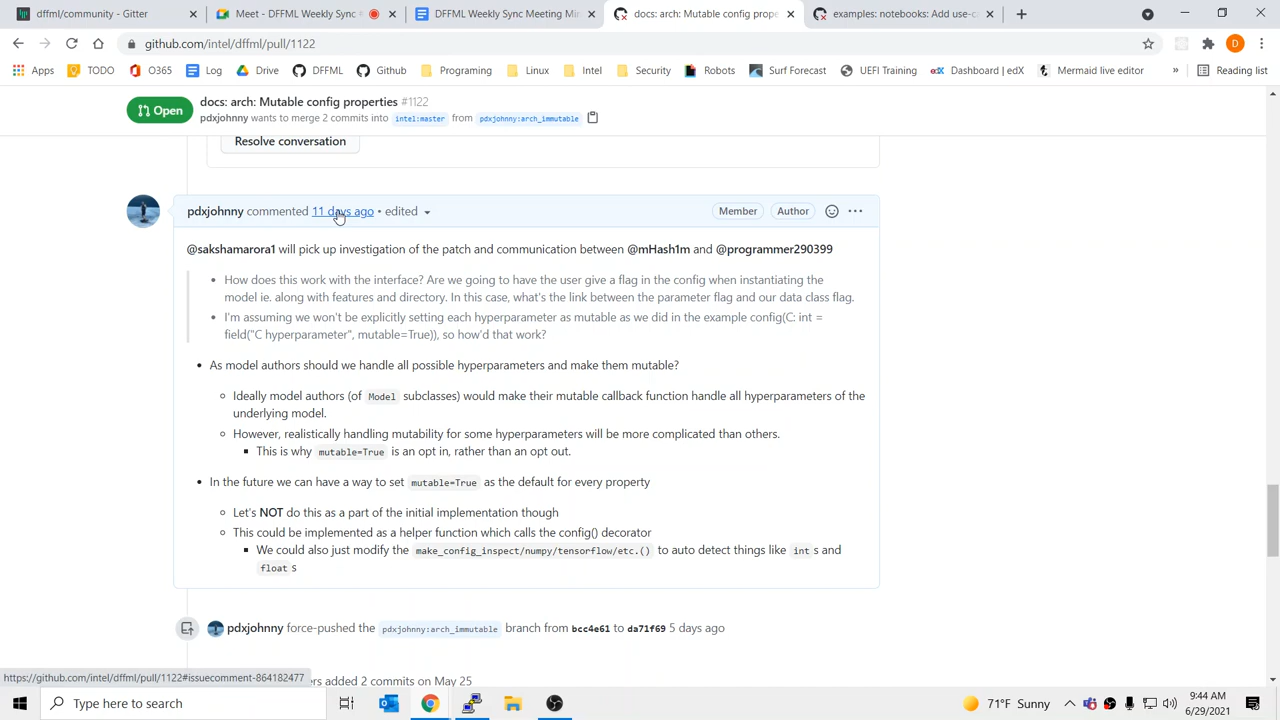 dffml/community - Gitter
Meet - DFFML Weekly Sync
DFFML Weekly Sync Meeting Min
docs: arch: Mutable config prope
examples: notebooks: Add use-c
github.com/intel/dffml/pull/1122
D
Apps
TODO
O365
Log
Drive
DFFML
Github
Programing
Linux
Intel
Security
Robots
Surf Forecast
UEFI Training
edX
Dashboard | edX
Mermaid live editor
»
Reading list
Open
docs: arch: Mutable config properties #1122
pdxjohnny wants to merge 2 commits into intel:master from pdxjohnny:arch_immutable
Resolve conversation
pdxjohnny commented 11 days ago • edited
Member
Author
@sakshamarora1 will pick up investigation of the patch and communication between @mHash1m and @programmer290399
• How does this work with the interface? Are we going to have the user give a flag in the config when instantiating the
model ie. along with features and directory. In this case, what's the link between the parameter flag and our data class flag.
• I'm assuming we won't be explicitly setting each hyperparameter as mutable as we did in the example config(C: int =
field("C hyperparameter", mutable=True)), so how'd that work?
• As model authors should we handle all possible hyperparameters and make them mutable?
Ideally model authors (of Model subclasses) would make their mutable callback function handle all hyperparameters of the
underlying model.
However, realistically handling mutability for some hyperparameters will be more complicated than others.
This is why mutable=True is an opt in, rather than an opt out.
• In the future we can have a way to set mutable=True as the default for every property
Let's NOT do this as a part of the initial implementation though
This could be implemented as a helper function which calls the config() decorator
We could also just modify the make_config_inspect/numpy/tensorflow/etc.() to auto detect things like int s and
float s
pdxjohnny force-pushed the pdxjohnny:arch_immutable branch from bcc4e61 to da71f69 5 days ago
https://github.com/intel/dffml/pull/1122#issuecomment-864182477
ers added 2 commits on May 25
Type here to search
71°F Sunny
9:44 AM
6/29/2021